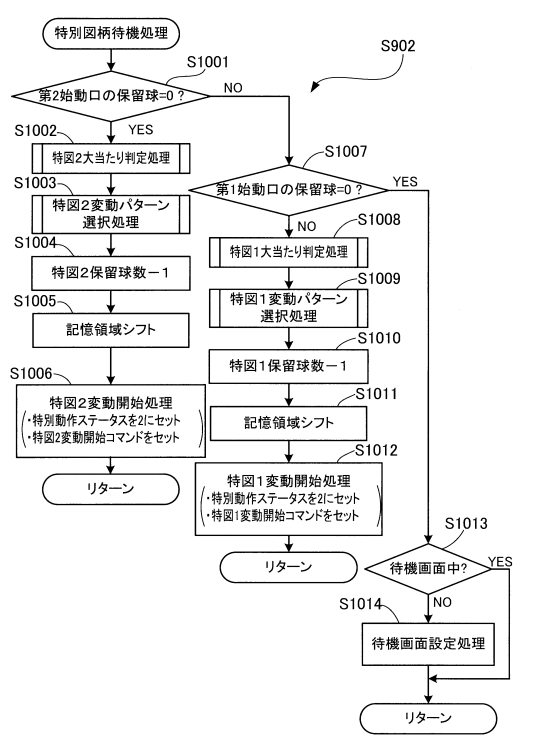 特別図柄待機処理
S902
S1001
第2始動口の保留球=0？
NO
YES
S1002
特図2大当たり判定処理
S1003
特図２変動パターン
選択処理
S1004
特図２保留球数－１
S1005
記憶領域シフト
S1006
特図２変動開始処理
・特別動作ステータスを2にセット
・特図2変動開始コマンドをセット
リターン
S1007
第1始動口の保留球=0？
YES
NO
S1008
特図1大当たり判定処理
S1009
特図１変動パターン
選択処理
S1010
特図１保留球数－１
S1011
記憶領域シフト
S1012
特図１変動開始処理
・特別動作ステータスを2にセット
・特図1変動開始コマンドをセット
リターン
S1013
待機画面中?
YES
NO
S1014
待機画面設定処理
リターン